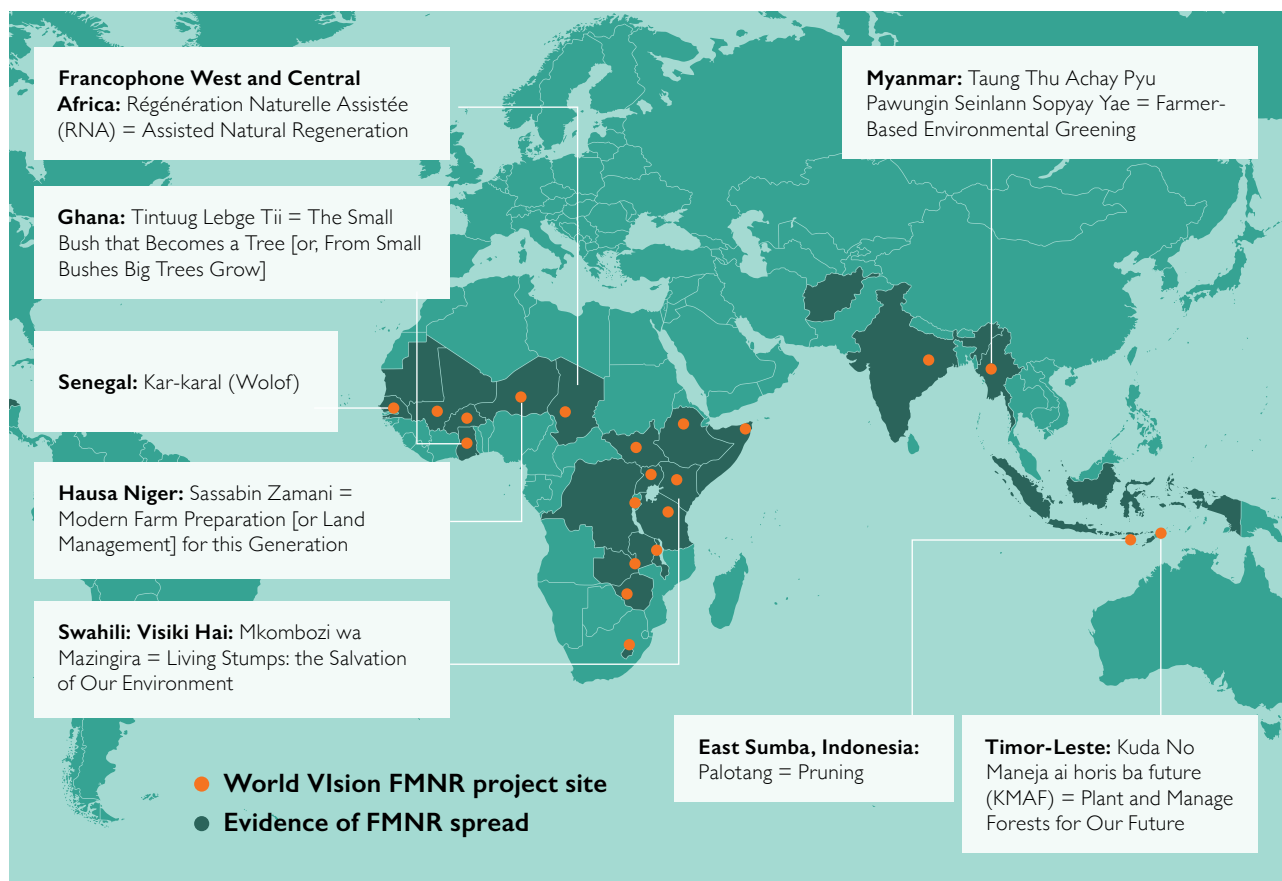 Francophone West and Central
Africa: Régénération Naturelle Assistée
(RNA) = Assisted Natural Regeneration
Ghana: Tintuug Lebge Tii = The Small
Bush that Becomes a Tree [or, From Small
Bushes Big Trees Grow]
Senegal: Kar-karal (Wolof)
Hausa Niger: Sassabin Zamani =
Modern Farm Preparation [or Land
Management] for this Generation
Swahili: Visiki Hai: Mkombozi wa
Mazingira = Living Stumps: the Salvation
of Our Environment
Myanmar: Taung Thu Achay Pyu
Pawungin Seinlann Sopyay Yae = Farmer-
Based Environmental Greening
East Sumba, Indonesia:
Palotang = Pruning
Timor-Leste: Kuda No
Maneja ai horis ba future
(KMAF) = Plant and Manage
Forests for Our Future
World VIsion FMNR project site
Evidence of FMNR spread